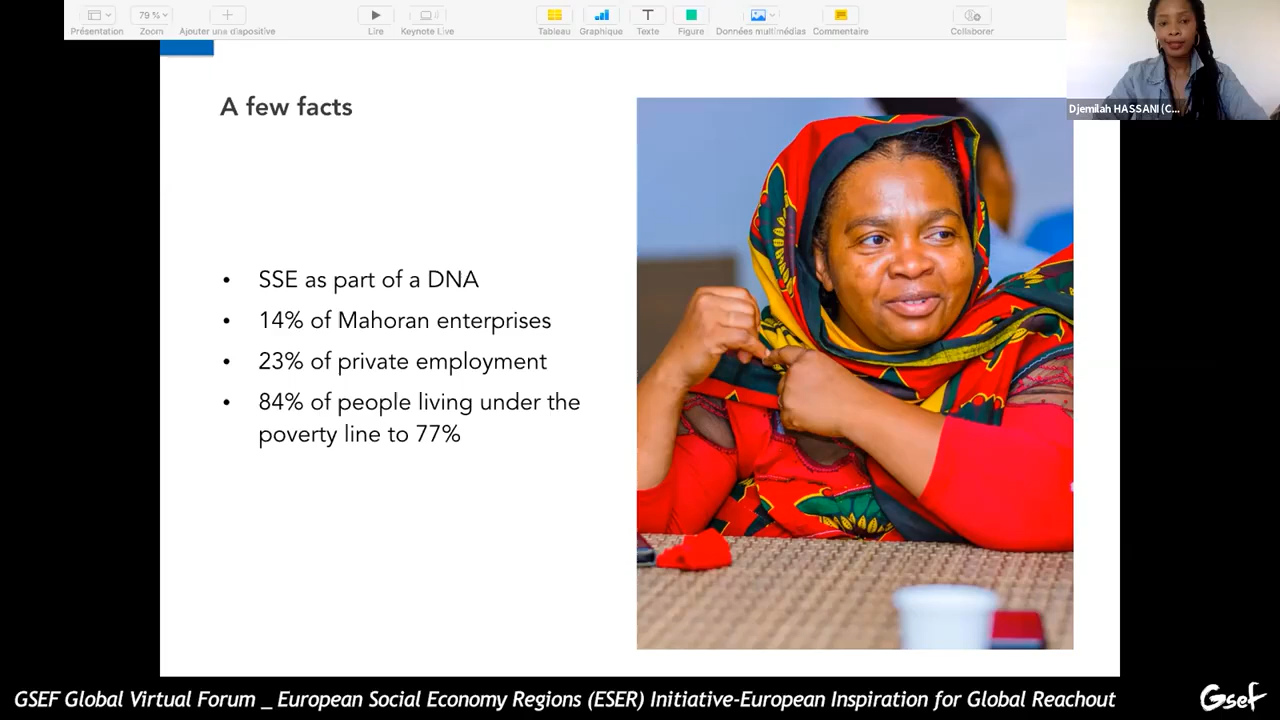 79 %
Présentation
Zoom
Ajouter une diapositive
Lire
Keynote Live
Tableau
Graphique
Texte
Figure
Données multimédias
Commentaire
Collaborer
Djemilah HASSANI (C...
A few facts
• SSE as part of a DNA
• 14% of Mahoran enterprises
• 23% of private employment
• 84% of people living under the
poverty line to 77%
GSEF Global Virtual Forum _ European Social Economy Regions (ESER) Initiative-European Inspiration for Global Reachout
Gsef